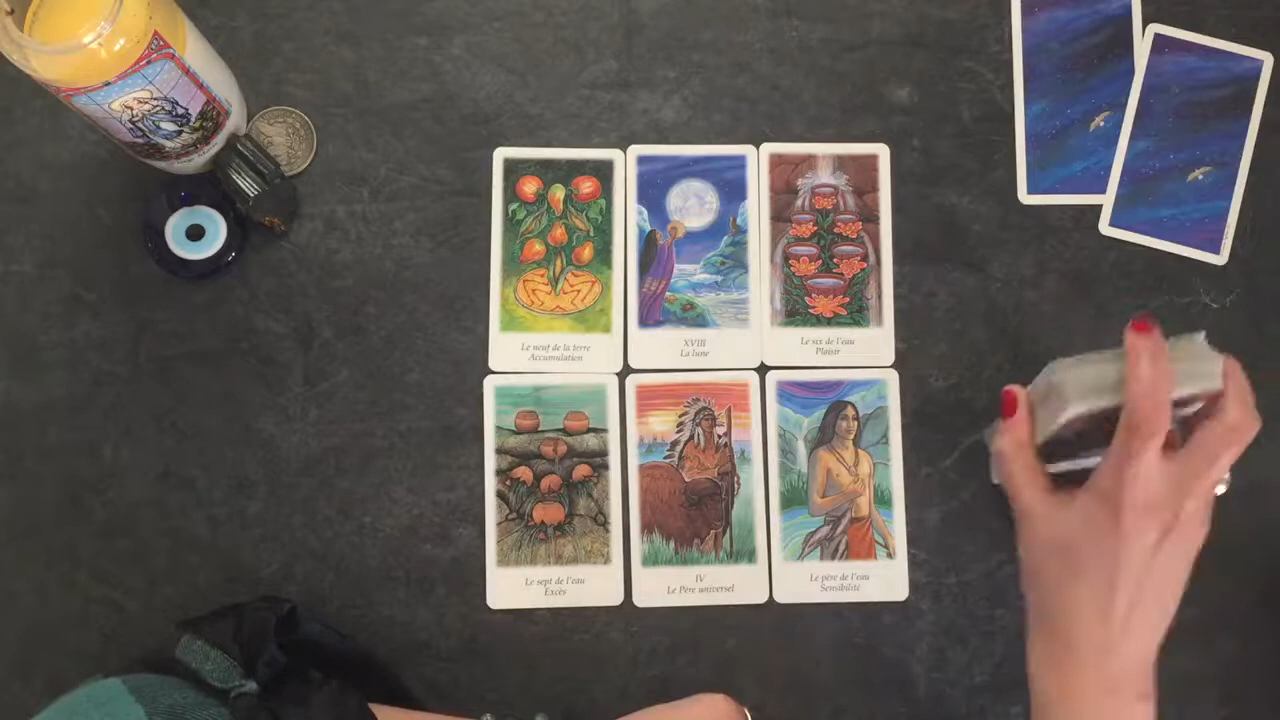 Le neuf de la terre
Accumulation
XVIII
La lune
Le six de l'eau
Plaisir
Le sept de l'eau
Excès
IV
Le Père universel
Le père de l'eau
Sensibilité